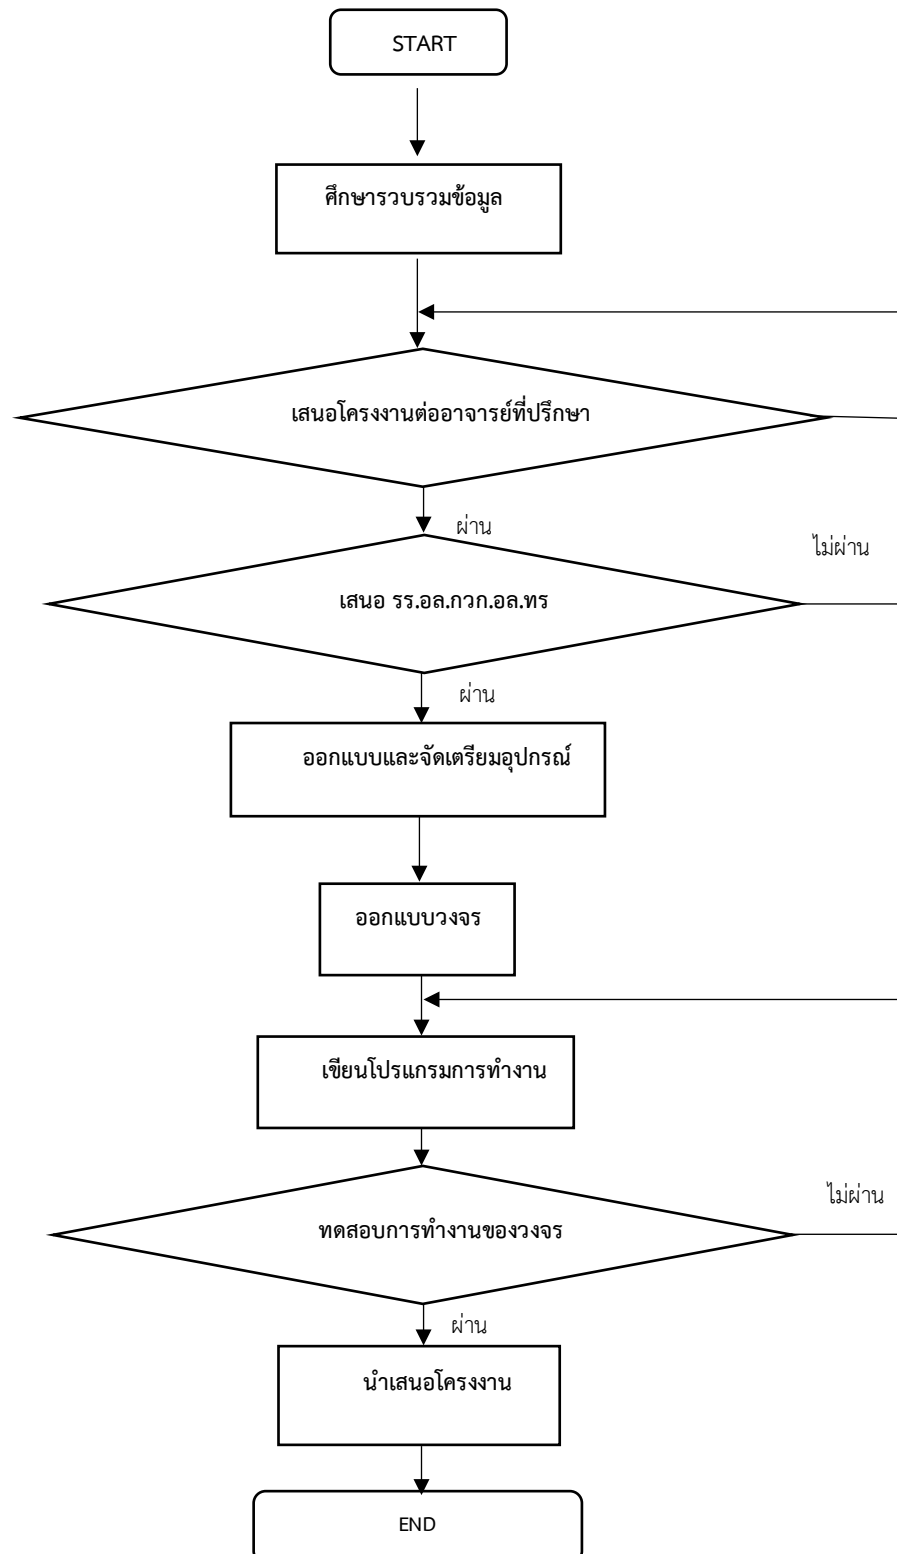 START
ศึกษารวบรวมข้อมูล
เสนอโครงงานต่ออาจารย์ที่ปรึกษา
ผ่าน
ไม่ผ่าน
เสนอ รร.อล.กวก.อล.ทร
ผ่าน
ออกแบบและจัดเตรียมอุปกรณ์
ออกแบบวงจร
เขียนโปรแกรมการทำงาน
ไม่ผ่าน
ทดสอบการทำงานของวงจร
ผ่าน
นำเสนอโครงงาน
END